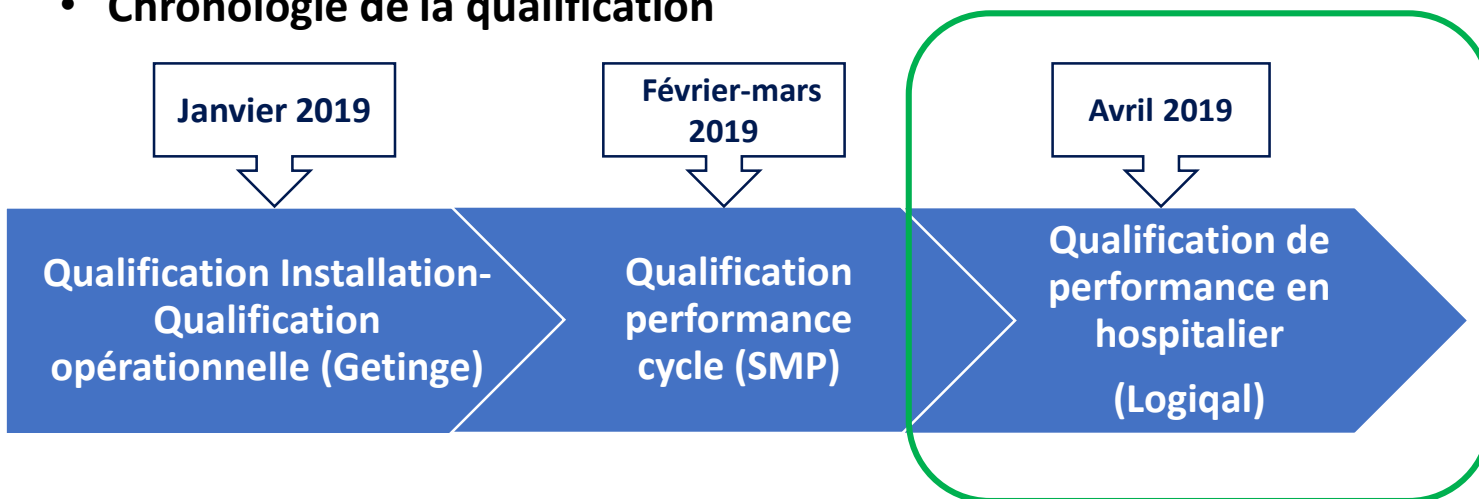 • Chronologie de la qualification
Janvier 2019
Février-mars
2019
Avril 2019
Qualification Installation-
Qualification
opérationnelle (Getinge)
Qualification
performance
cycle (SMP)
Qualification de
performance en
hospitalier
(Logiqal)